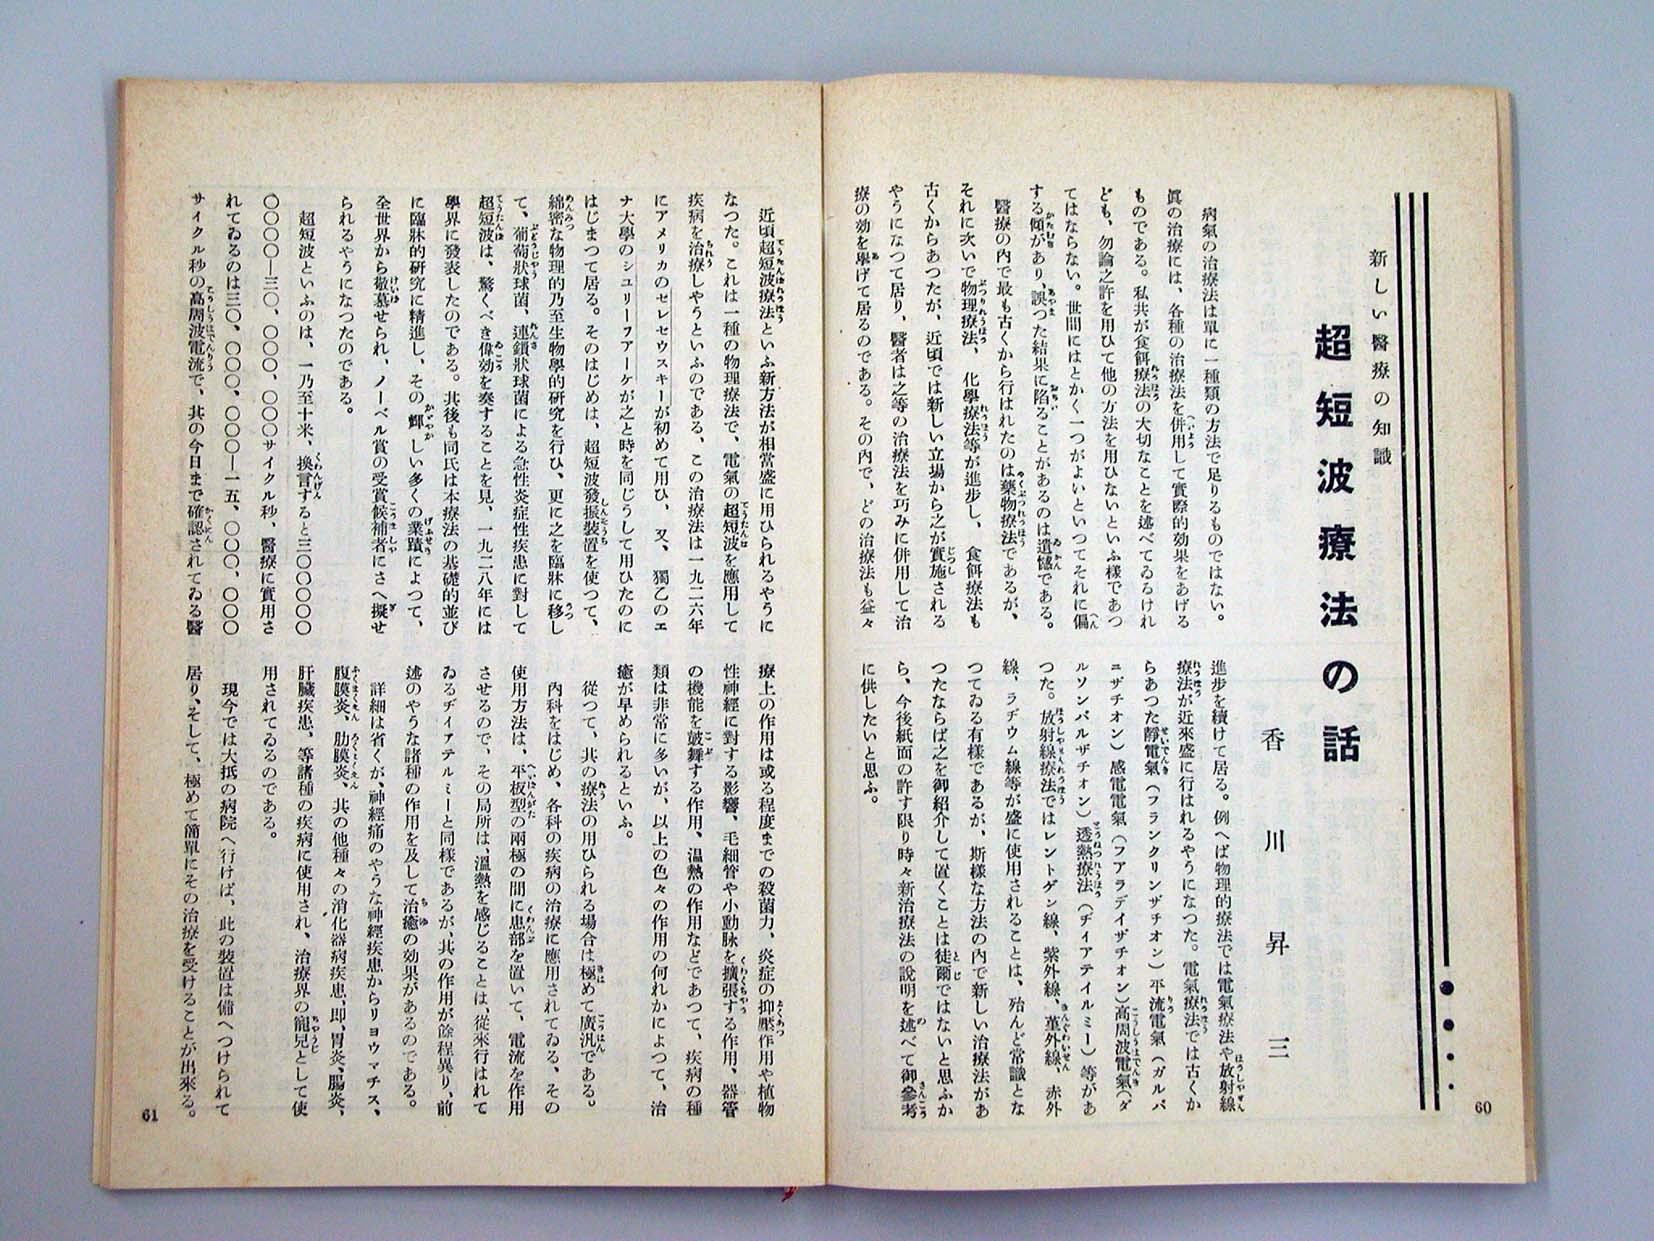 新しい醫療の知識
超短波療法の話
香川昇三
病氣の治療法は單に一種類の方法で足りるものではない。
眞の治療には、各種の治療法を併用して實際的効果をあげる
ものである。私共が食餌療法の大切なことを述べてゐるけれ
ども、勿論之許を用ひて他の方法を用ひないといふ樣であつ
てはならない。世間にはとかく一つがよいといつてそれに偏
する傾があり、誤つた結果に陷ることがあるのは遺憾である。
醫療の內で最も古くから行はれたのは藥物療法であるが、
それに次いで物理療法、化學療法等が進步し、食餌療法も
古くからあつたが、近頃では新しい立場から之が實施される
やうになつて居り、醫者は之等の治療法を巧みに併用して治
療の効を擧げて居るのである。その內で、どの治療法も益々
進步を續けて居る。例へば物理的療法では電氣療法や放射線
療法が近來盛に行はれるやうになつた。電氣療法では古くか
らあつた靜電氣（フランクリンザチオン）平流電氣（ガルバ
ニザチオン）感電電氣（フアラデイザチオン）高周波電氣（ダ
ルソンバルザチオン）透熱療法（ヂイアテイルミー）等があ
つた。放射線療法ではレントゲン線、紫外線、菫外線、赤外
線、ラヂウム線等が盛に使用されることは、殆んど常識とな
つてゐる有樣であるが、斯樣な方法の內で新しい治療法があ
つたならば之を御紹介して置くことは徒爾ではないと思ふか
ら、今後紙面の許す限り時々新治療法の說明を述べて御參考
に供したいと思ふ。
60
近頃超短波療法といふ新方法が相當盛に用ひられるやうに
なつた。これは一種の物理療法で、電氣の超短波を應用して
疾病を治療しやうといふのである、この治療法は一九二六年
にアメリカのセレセウスキーが初めて用ひ、又、獨乙のエ
ナ大學のシユリーフアーケが之と時を同じうして用ひたのに
はじまつて居る。そのはじめは、超短波發振裝置を使つて、
綿密な物理的乃至生物學的硏究を行ひ、更に之を臨牀に移し
て、葡萄狀球菌、連鎖狀球菌による急性炎症性疾患に對して
超短波は、驚くべき偉効を奏することを見、一九二八年には
學界に發表したのである。其後も同氏は本療法の基礎的並び
に臨牀的硏究に精進し、その輝しい多くの業蹟によつて、
全世界から敬慕せられ、ノーベル賞の受賞候補者にさへ擬せ
られるやうになつたのである。
超短波といふのは、一乃至十米、換言すると三〇〇〇〇〇
〇〇〇〇—三〇、〇〇〇、〇〇〇サイクル秒、醫療に實用さ
れてゐるのは三〇、〇〇〇、〇〇〇—一五、〇〇〇、〇〇〇
サイクル秒の高周波電流で、其の今日まで確認されてゐる醫
療上の作用は或る程度までの殺菌力、炎症の抑壓作用や植物
性神經に對する影響、毛細管や小動脉を擴張する作用、器管
の機能を鼓舞する作用、温熱の作用などであつて、疾病の種
類は非常に多いが、以上の色々の作用の何れかによつて、治
癒が早められるといふ。
從つて、其の療法の用ひられる場合は極めて廣汎である。
內科をはじめ、各科の疾病の治療に應用されてゐる、その
使用方法は、平板型の兩極の間に患部を置いて、電流を作用
させるので、その局所は、溫熱を感じることは、從來行はれて
ゐるヂイアテルミーと同樣であるが、其の作用が餘程異り、前
述のやうな諸種の作用を及して治癒の効果があるのである。
詳細は省くが、神經痛のやうな神經疾患からリヨウマチス、
腹膜炎、肋膜炎、其の他種々の消化器病疾患、卽、胃炎、腸炎、
肝臟疾患、等諸種の疾病に使用され、治療界の寵兒として使
用されてゐるのである。
現今では大抵の病院へ行けば、此の裝置は備へつけられて
居り、そして、極めて簡單にその治療を受けることが出來る。
61